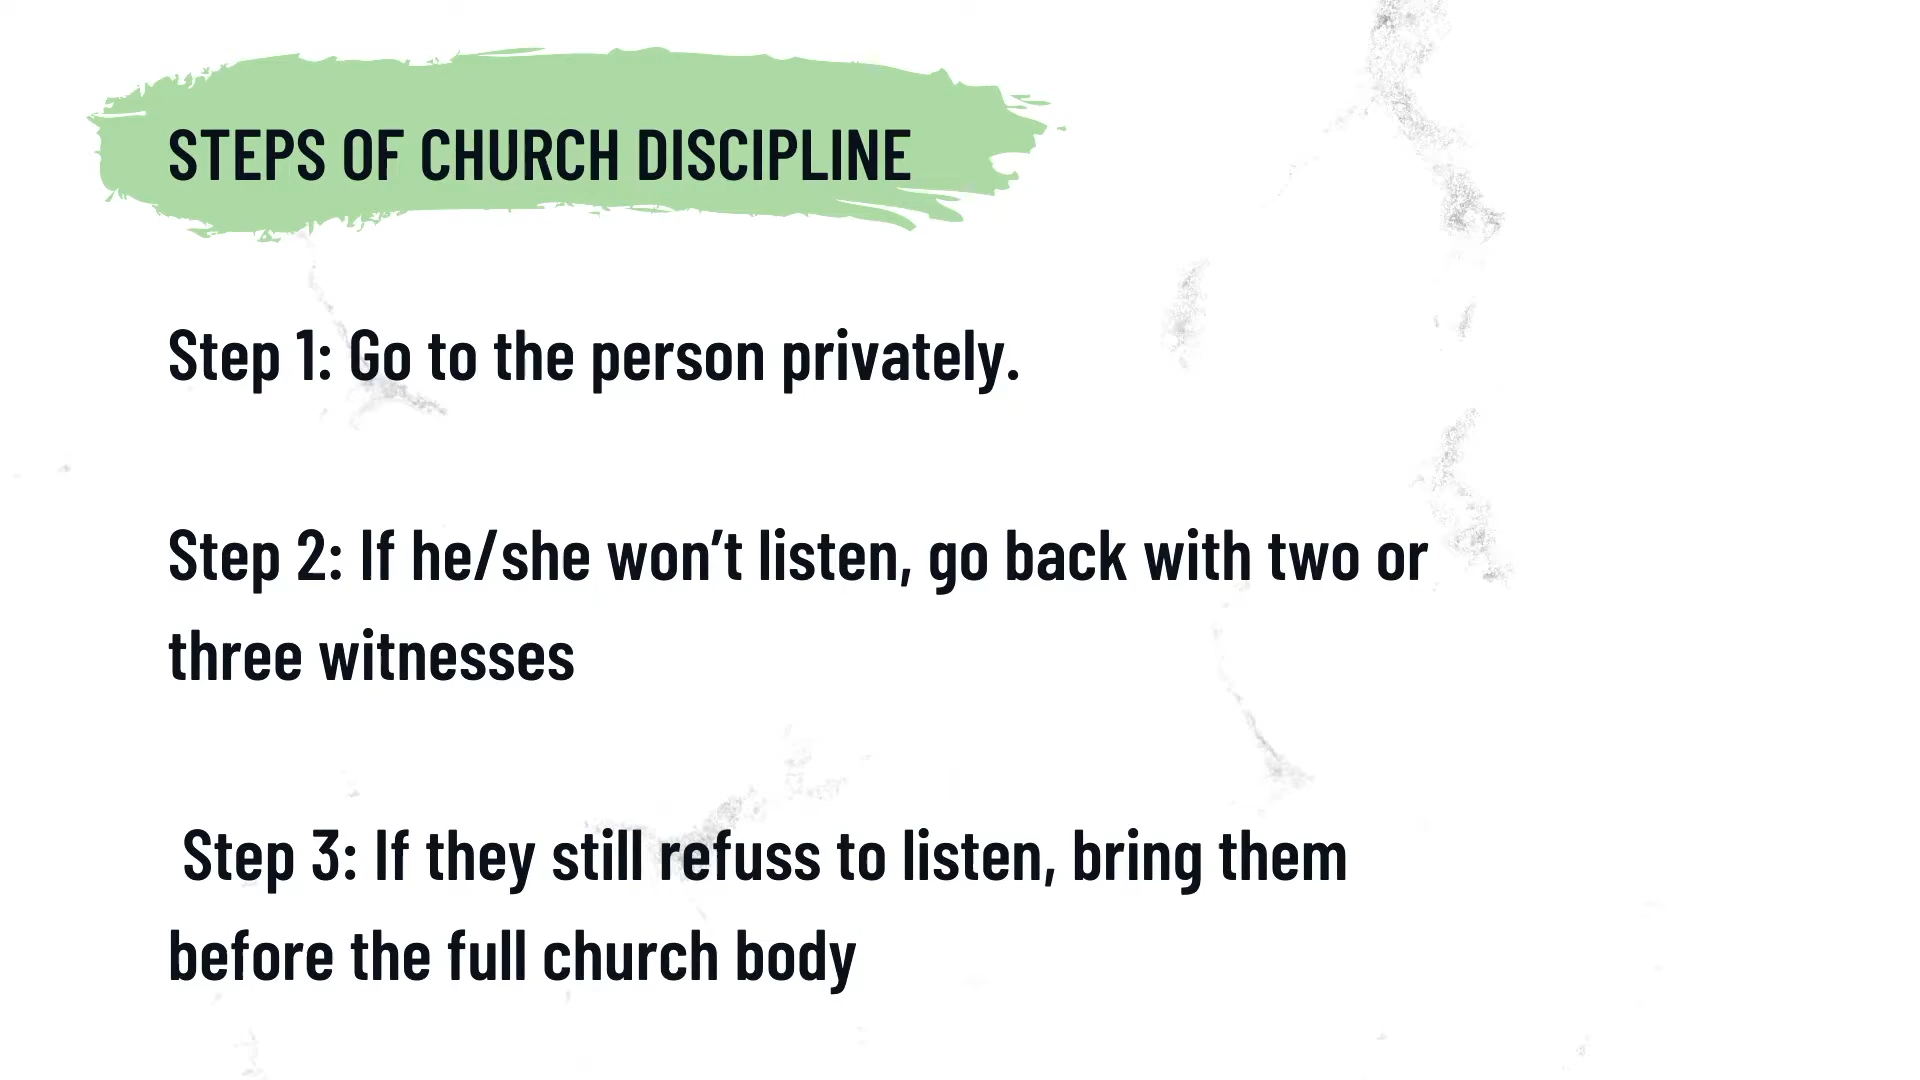 STEPS OF CHURCH DISCIPLINE
Step 1: Go to the person privately.
Step 2: If he/she won’t listen, go back with two or
three witnesses
Step 3: If they still refuss to listen, bring them
before the full church body